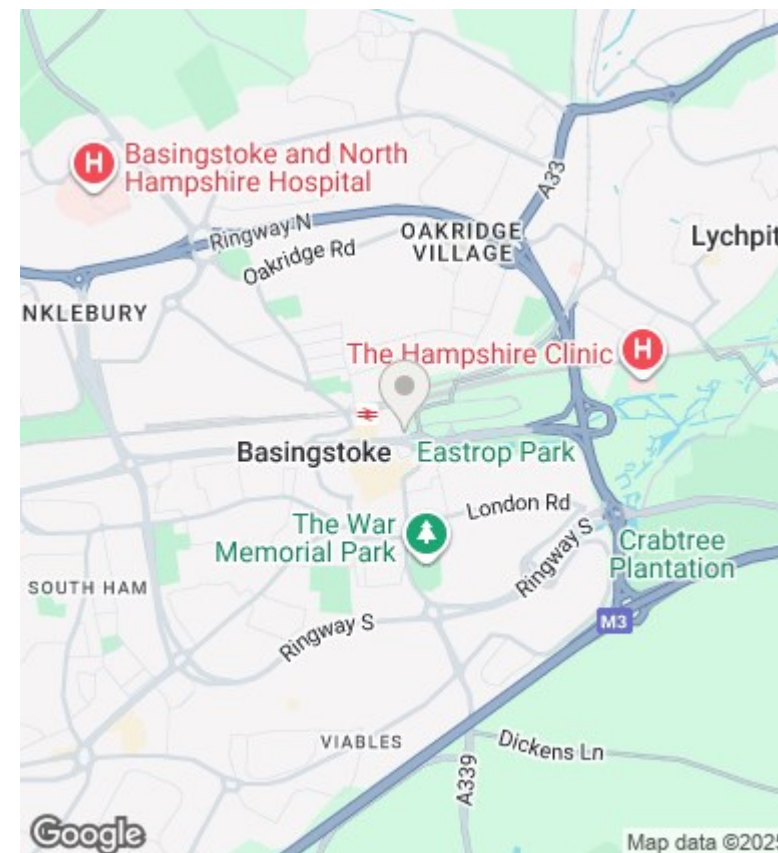 A33
Basingstoke and North
Hampshire Hospital
Ringway N
Oakridge Rd
OAKRIDGE
VILLAGE
Lychpit
NKLEBURY
The Hampshire Clinic
H
H
Basingstoke
Eastrop Park
London Rd
The War
Memorial Park
Ringway S
Crabtree
Plantation
SOUTH HAM
Ringway S
M3
VIABLES
Dickens Ln
A339
Google
Map data ©2025